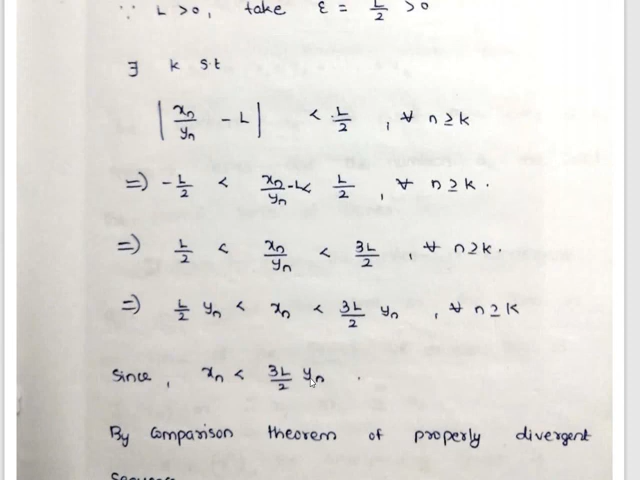 ∵ L > 0, take ε = L/2 > 0
∃ k s.t
| xn/yn - L | < L/2 , ∀ n ≥ k
=) -L/2 < xn/yn - L < L/2 , ∀ n ≥ k.
=) L/2 < xn/yn < 3L/2 , ∀ n ≥ k.
=) L/2 yn < xn < 3L/2 yn , ∀ n ≥ k
Since, xn < 3L/2 yn .
By comparison theorem of properly divergent